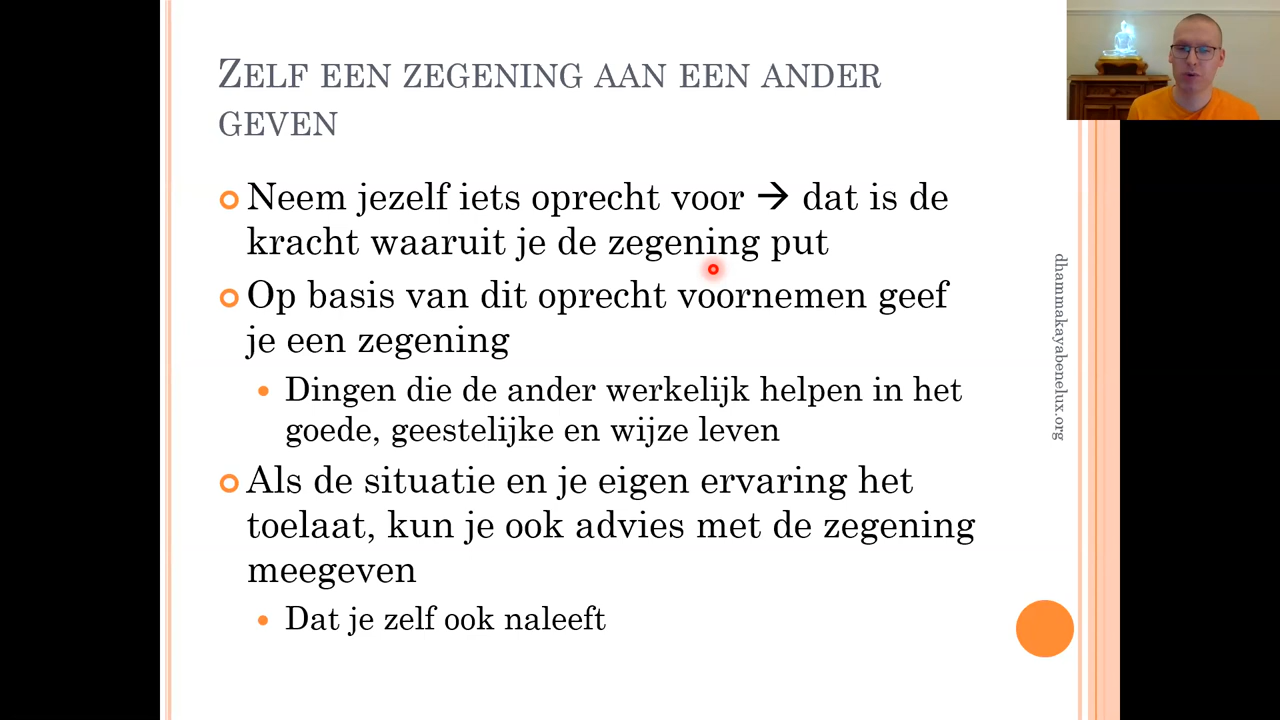 Zelf een zegening aan een ander
geven
Neem jezelf iets oprecht voor → dat is de
kracht waaruit je de zegening put
Op basis van dit oprecht voornemen geef
je een zegening
Dingen die de ander werkelijk helpen in het
goede, geestelijke en wijze leven
Als de situatie en je eigen ervaring het
toelaat, kun je ook advies met de zegening
meegeven
Dat je zelf ook naleeft
dhammakayabenelux.org